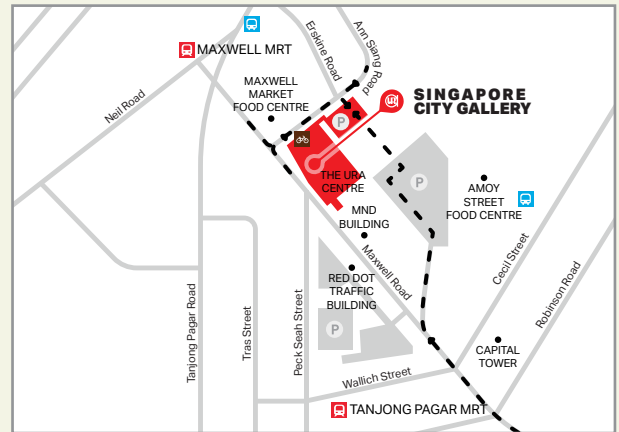 MAXWELL MRT
Erskine Road
Ann Siang Road
MAXWELL
MARKET
FOOD CENTRE
SINGAPORE
CITY GALLERY
Neil Road
P
THE URA
CENTRE
P
AMOY
STREET
FOOD CENTRE
MND
BUILDING
Maxwell Road
Cecil Street
Robinson Road
RED DOT
TRAFFIC
BUILDING
P
Tanjong Pagar Road
Tras Street
Peck Seah Street
CAPITAL
TOWER
Wallich Street
TANJONG PAGAR MRT